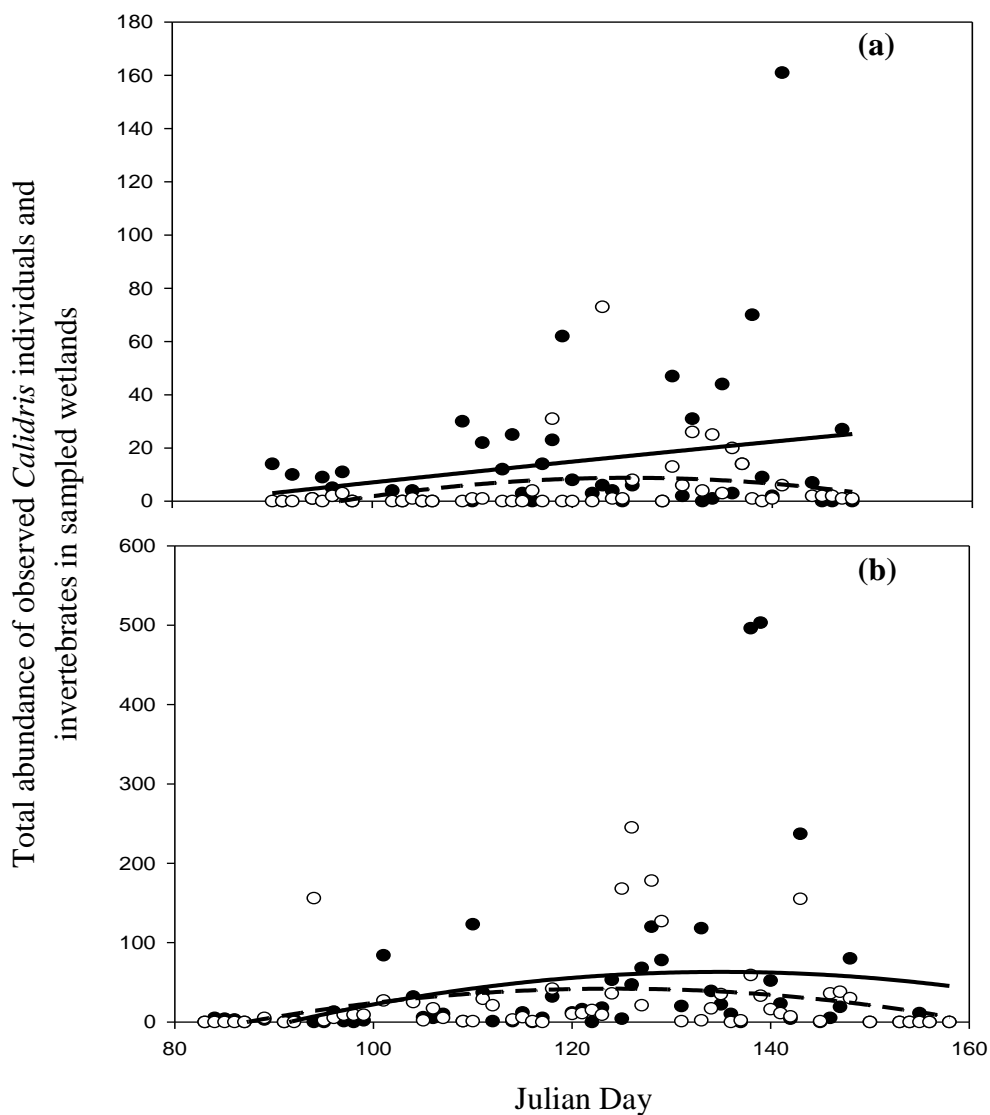 Total abundance of observed Calidris individuals and
invertebrates in sampled wetlands
180
160
140
120
100
80
60
40
20
0
(a)
600
500
400
300
200
100
0
(b)
80 100 120 140 160
Julian Day